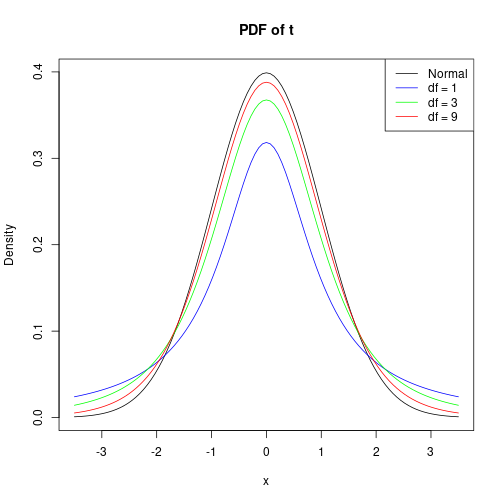 PDF of t
Normal
df = 1
df = 3
df = 9
Density
0.0
0.1
0.2
0.3
0.4
-3
-2
-1
0
1
2
3
x